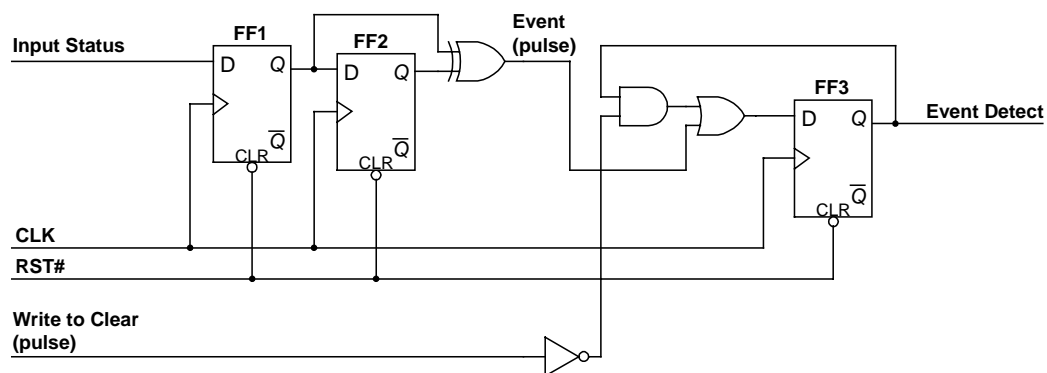 Input Status
FF1
D Q
Q
CLR
FF2
D Q
Q
CLR
Event
(pulse)
FF3
D Q
Q
CLR
Event Detect
CLK
RST#
Write to Clear
(pulse)